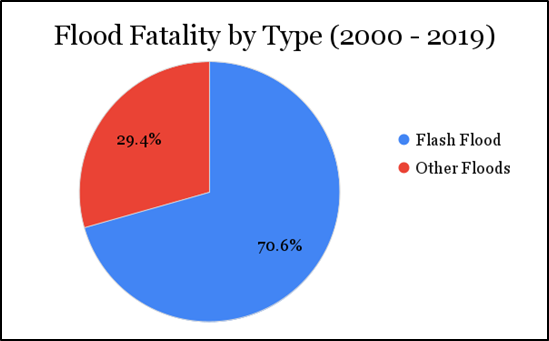 Flood Fatality by Type (2000 - 2019)
29.4%
Flash Flood
Other Floods
70.6%